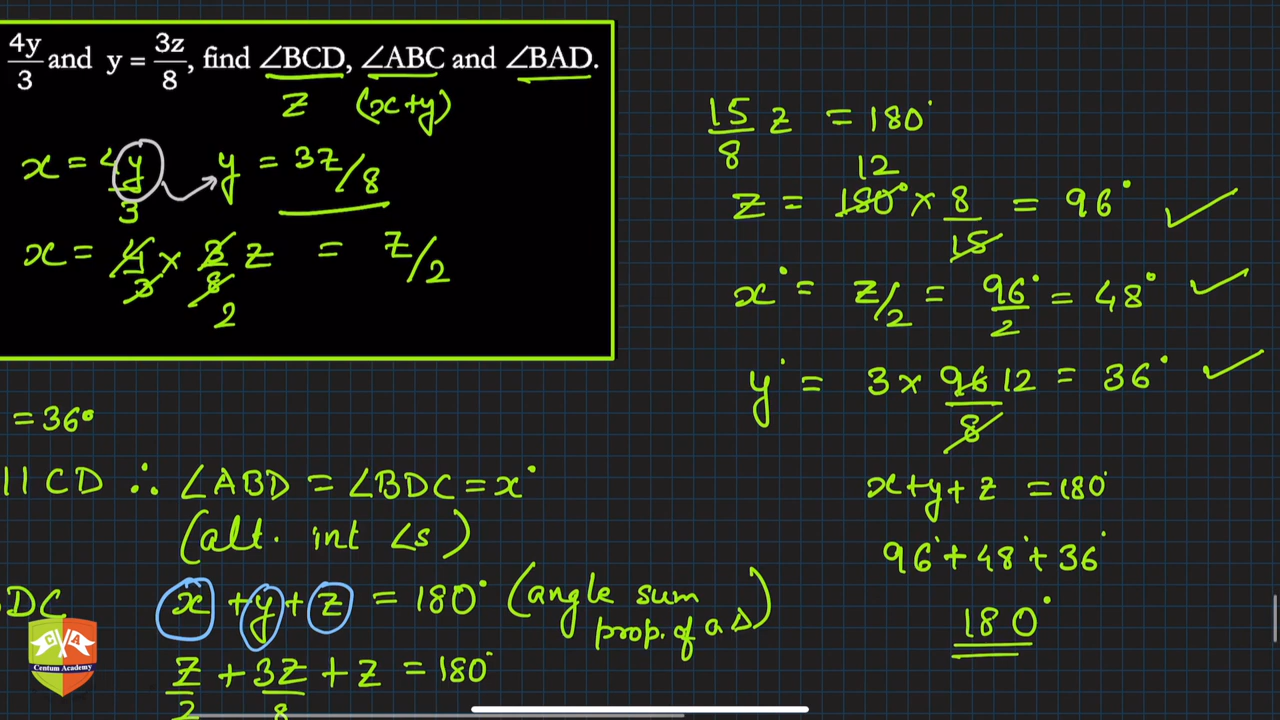 4y/3 and y = 3z/8, find ∠BCD, ∠ABC and ∠BAD.
z (x+y)
x = 4y/3 y = 3z/8
x = 4/3 × 3/8 z = z/2
2
= 36°
|| CD ∴ ∠ABD = ∠BDC = x°
(alt. int ∠s)
DC x + y + z = 180° (angle sum
prop. of a Δ)
z/2 + 3z/8 + z = 180°
15/8 z = 180°
12
z = 180° × 8/15 = 96° ✓
x° = z/2 = 96°/2 = 48° ✓
y° = 3 × 96/8 12 = 36° ✓
x+y+z = 180°
96° + 48° + 36°
180°
C A
Centum Academy